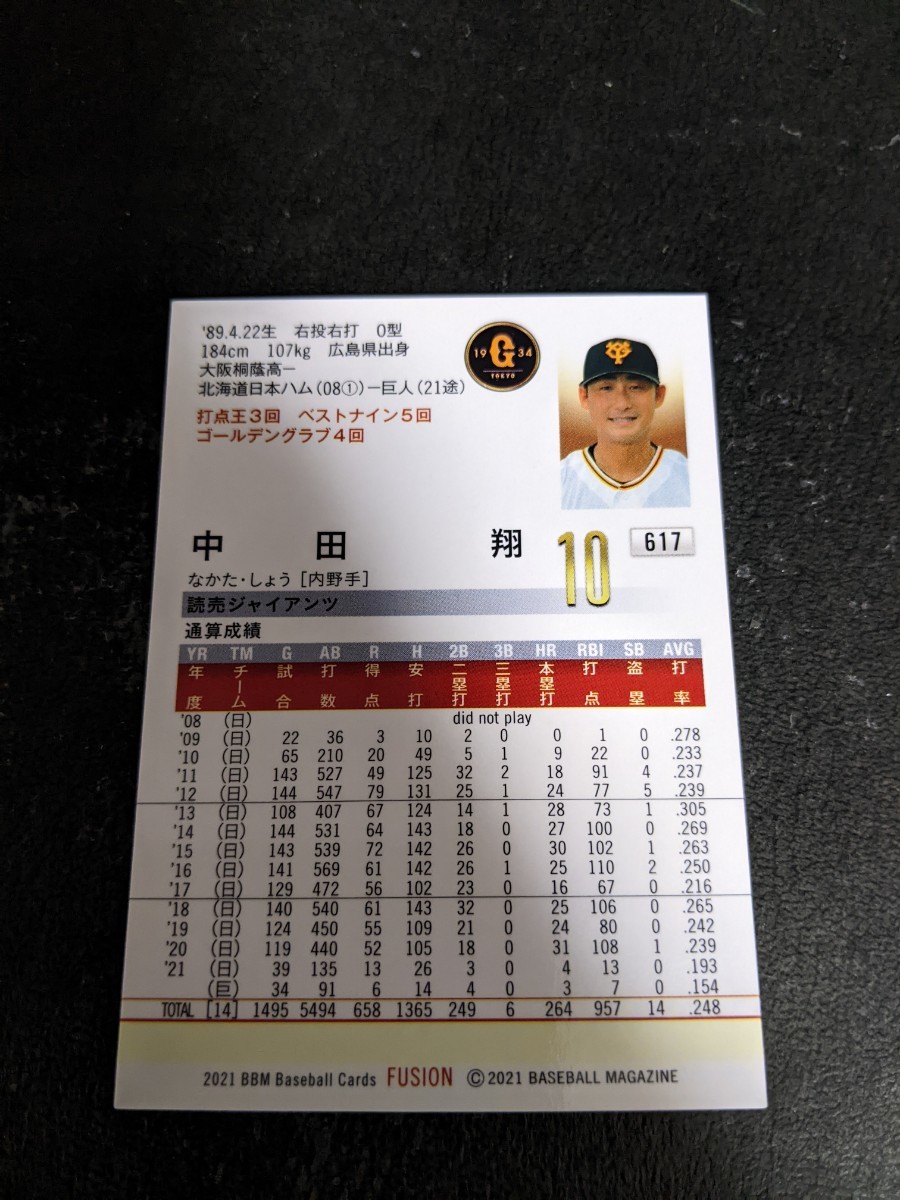 '89.4.22生 右投右打 O型
184cm 107kg 広島県出身
大阪桐蔭高ー
北海道日本ハム(08①)ー巨人(21途)
打点王3回 ベストナイン5回
ゴールデングラブ4回
19 G 34
TOKYO
中田翔
10
617
なかた・しょう[内野手]
読売ジャイアンツ
通算成績
YR TM G AB R H 2B 3B HR RBI SB AVG
年度 チーム 試合 打数 得点 安打 二塁打 三塁打 本塁打 打点 盗塁 打率
'08 (日) did not play
'09 (日) 22 36 3 10 2 0 0 1 0 .278
'10 (日) 65 210 20 49 5 1 9 22 0 .233
'11 (日) 143 527 49 125 32 2 18 91 4 .237
'12 (日) 144 547 79 131 25 1 24 77 5 .239
'13 (日) 108 407 67 124 14 1 28 73 1 .305
'14 (日) 144 531 64 143 18 0 27 100 0 .269
'15 (日) 143 539 72 142 26 0 30 102 1 .263
'16 (日) 141 569 61 142 26 1 25 110 2 .250
'17 (日) 129 472 56 102 23 0 16 67 0 .216
'18 (日) 140 540 61 143 32 0 25 106 0 .265
'19 (日) 124 450 55 109 21 0 24 80 0 .242
'20 (日) 119 440 52 105 18 0 31 108 1 .239
'21 (日) 39 135 13 26 3 0 4 13 0 .193
(巨) 34 91 6 14 4 0 3 7 0 .154
TOTAL [14] 1495 5494 658 1365 249 6 264 957 14 .248
2021 BBM Baseball Cards FUSION ©2021 BASEBALL MAGAZINE